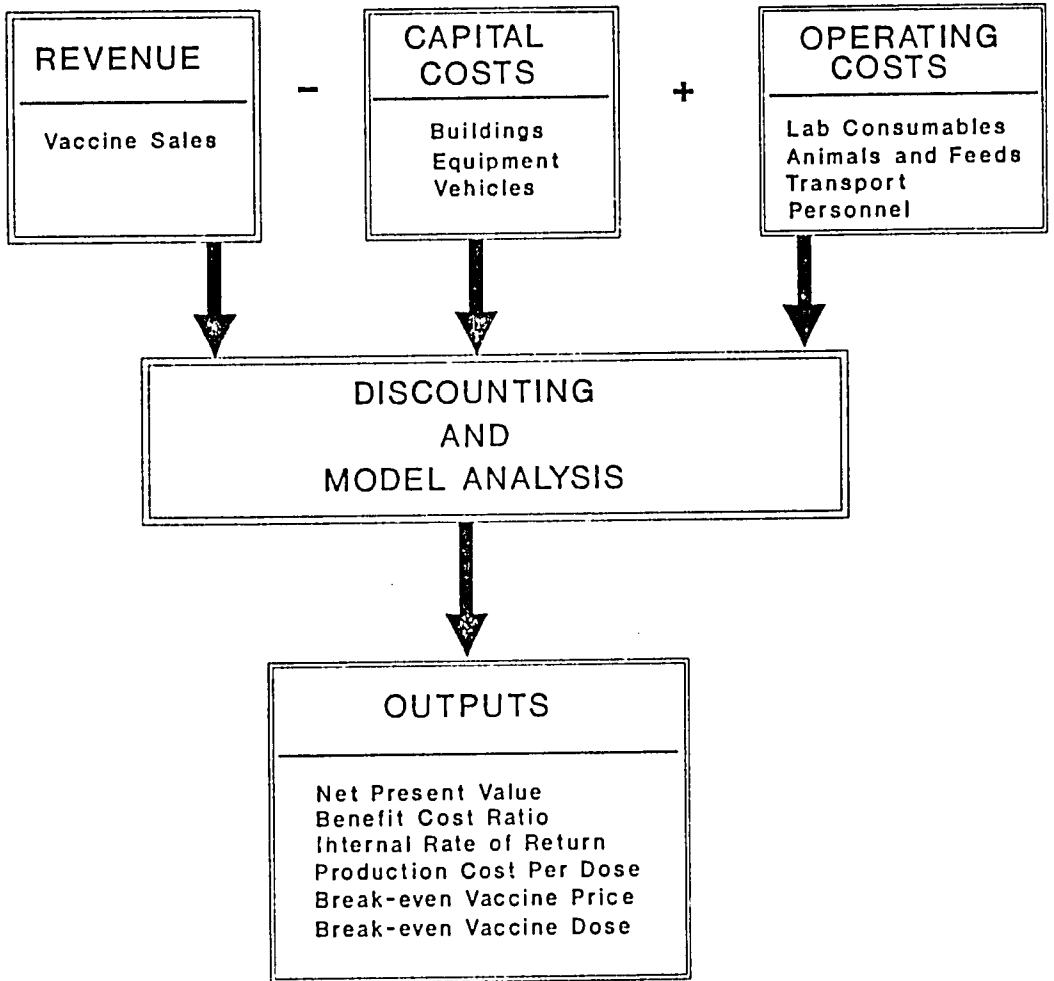 REVENUE
Vaccine Sales
-
CAPITAL
COSTS
Buildings
Equipment
Vehicles
+
OPERATING
COSTS
Lab Consumables
Animals and Feeds
Transport
Personnel
DISCOUNTING
AND
MODEL ANALYSIS
OUTPUTS
Net Present Value
Benefit Cost Ratio
Internal Rate of Return
Production Cost Per Dose
Break-even Vaccine Price
Break-even Vaccine Dose